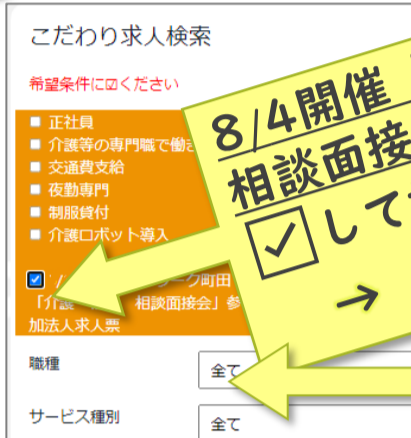 こだわり求人検索
希望条件に☑ください
正社員
介護等の専門職で働き
交通費支給
夜勤専門
制服貸付
介護ロボット導入
ーク町田
「介護 相談面接会」参
加法人求人票
職種
全て
サービス種別
全て
8/4開催
相談面接
☑して
→